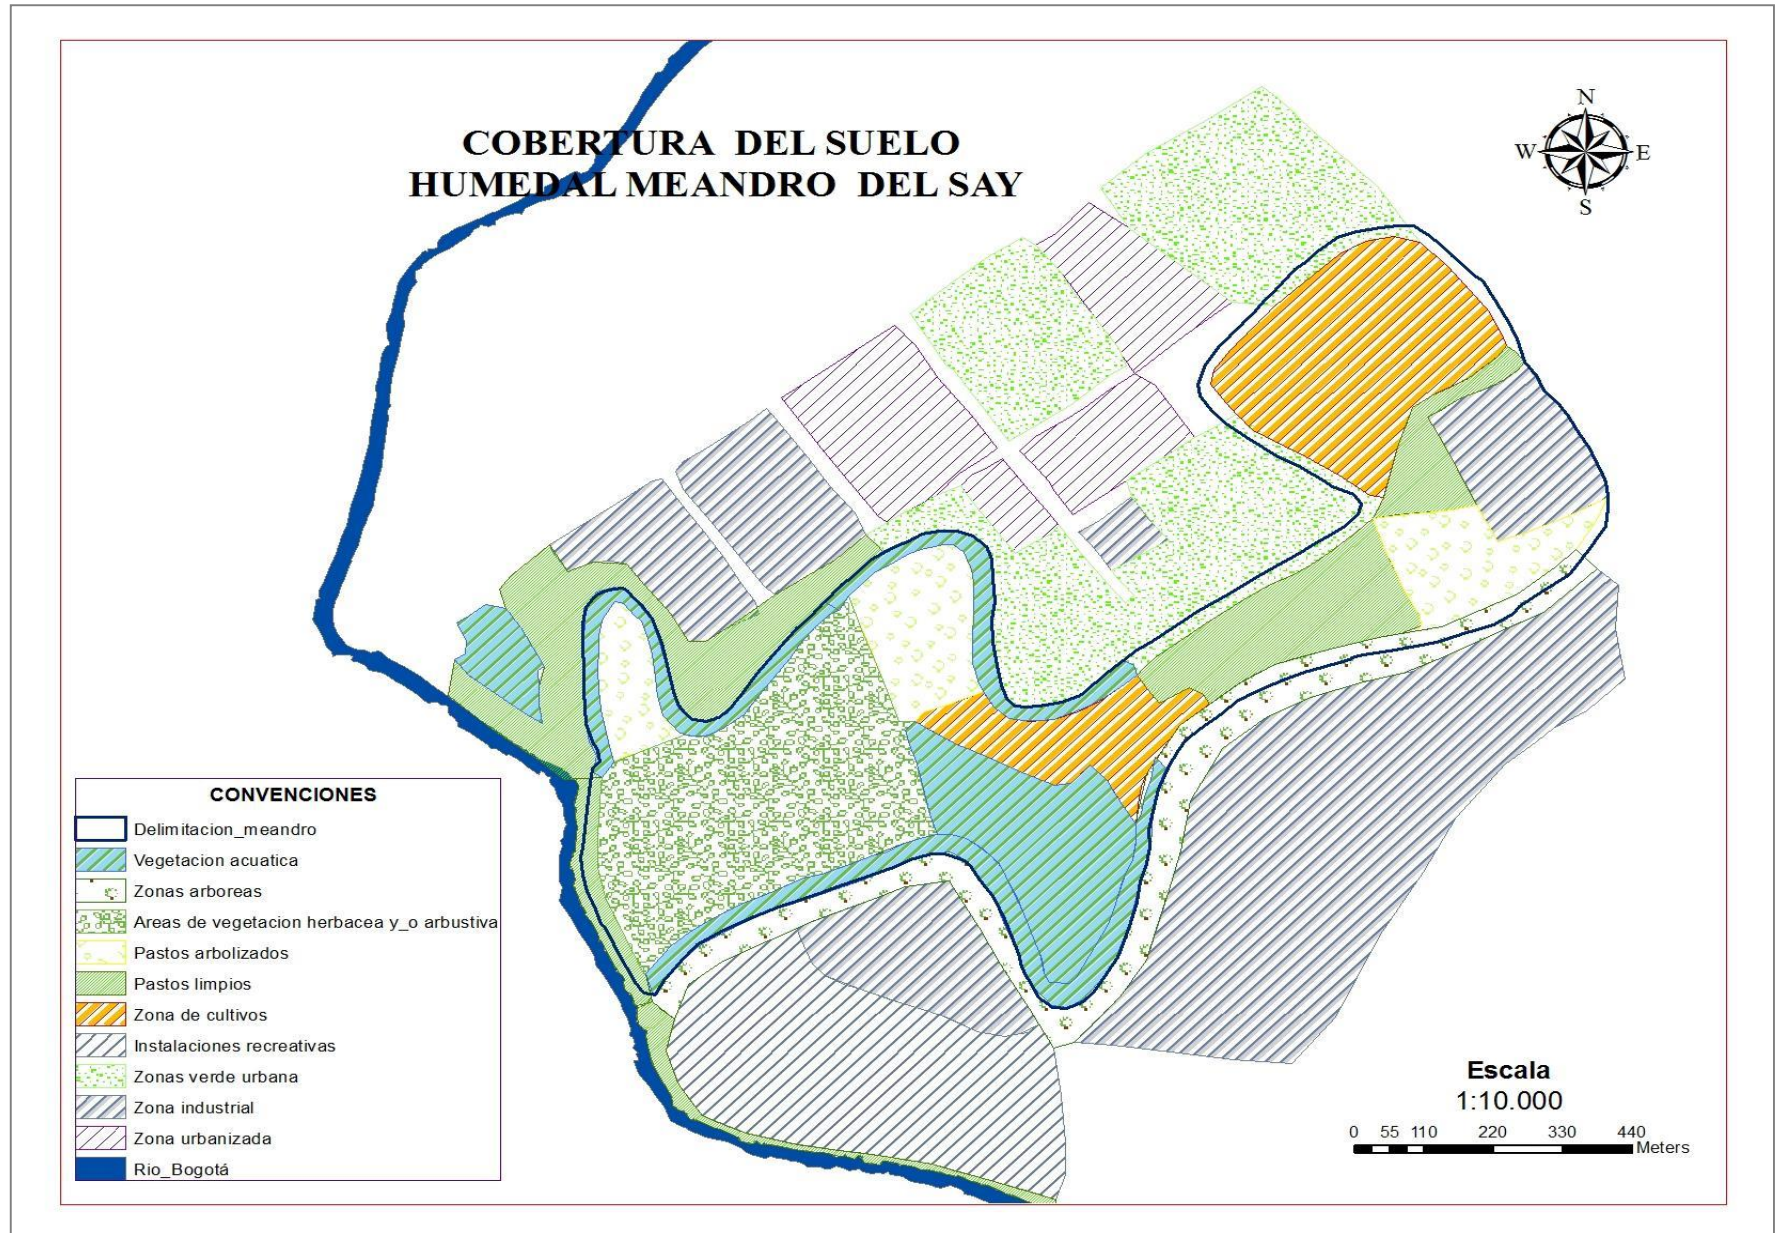 COBERTURA DEL SUELO
HUMEDAL MEANDRO DEL SAY
N
W E
S
CONVENCIONES
Delimitacion_meandro
Vegetacion acuatica
Zonas arboreas
Areas de vegetacion herbacea y_o arbustiva
Pastos arbolizados
Pastos limpios
Zona de cultivos
Instalaciones recreativas
Zonas verde urbana
Zona industrial
Zona urbanizada
Rio_Bogotá
Escala
1:10.000
0 55 110 220 330 440
Meters